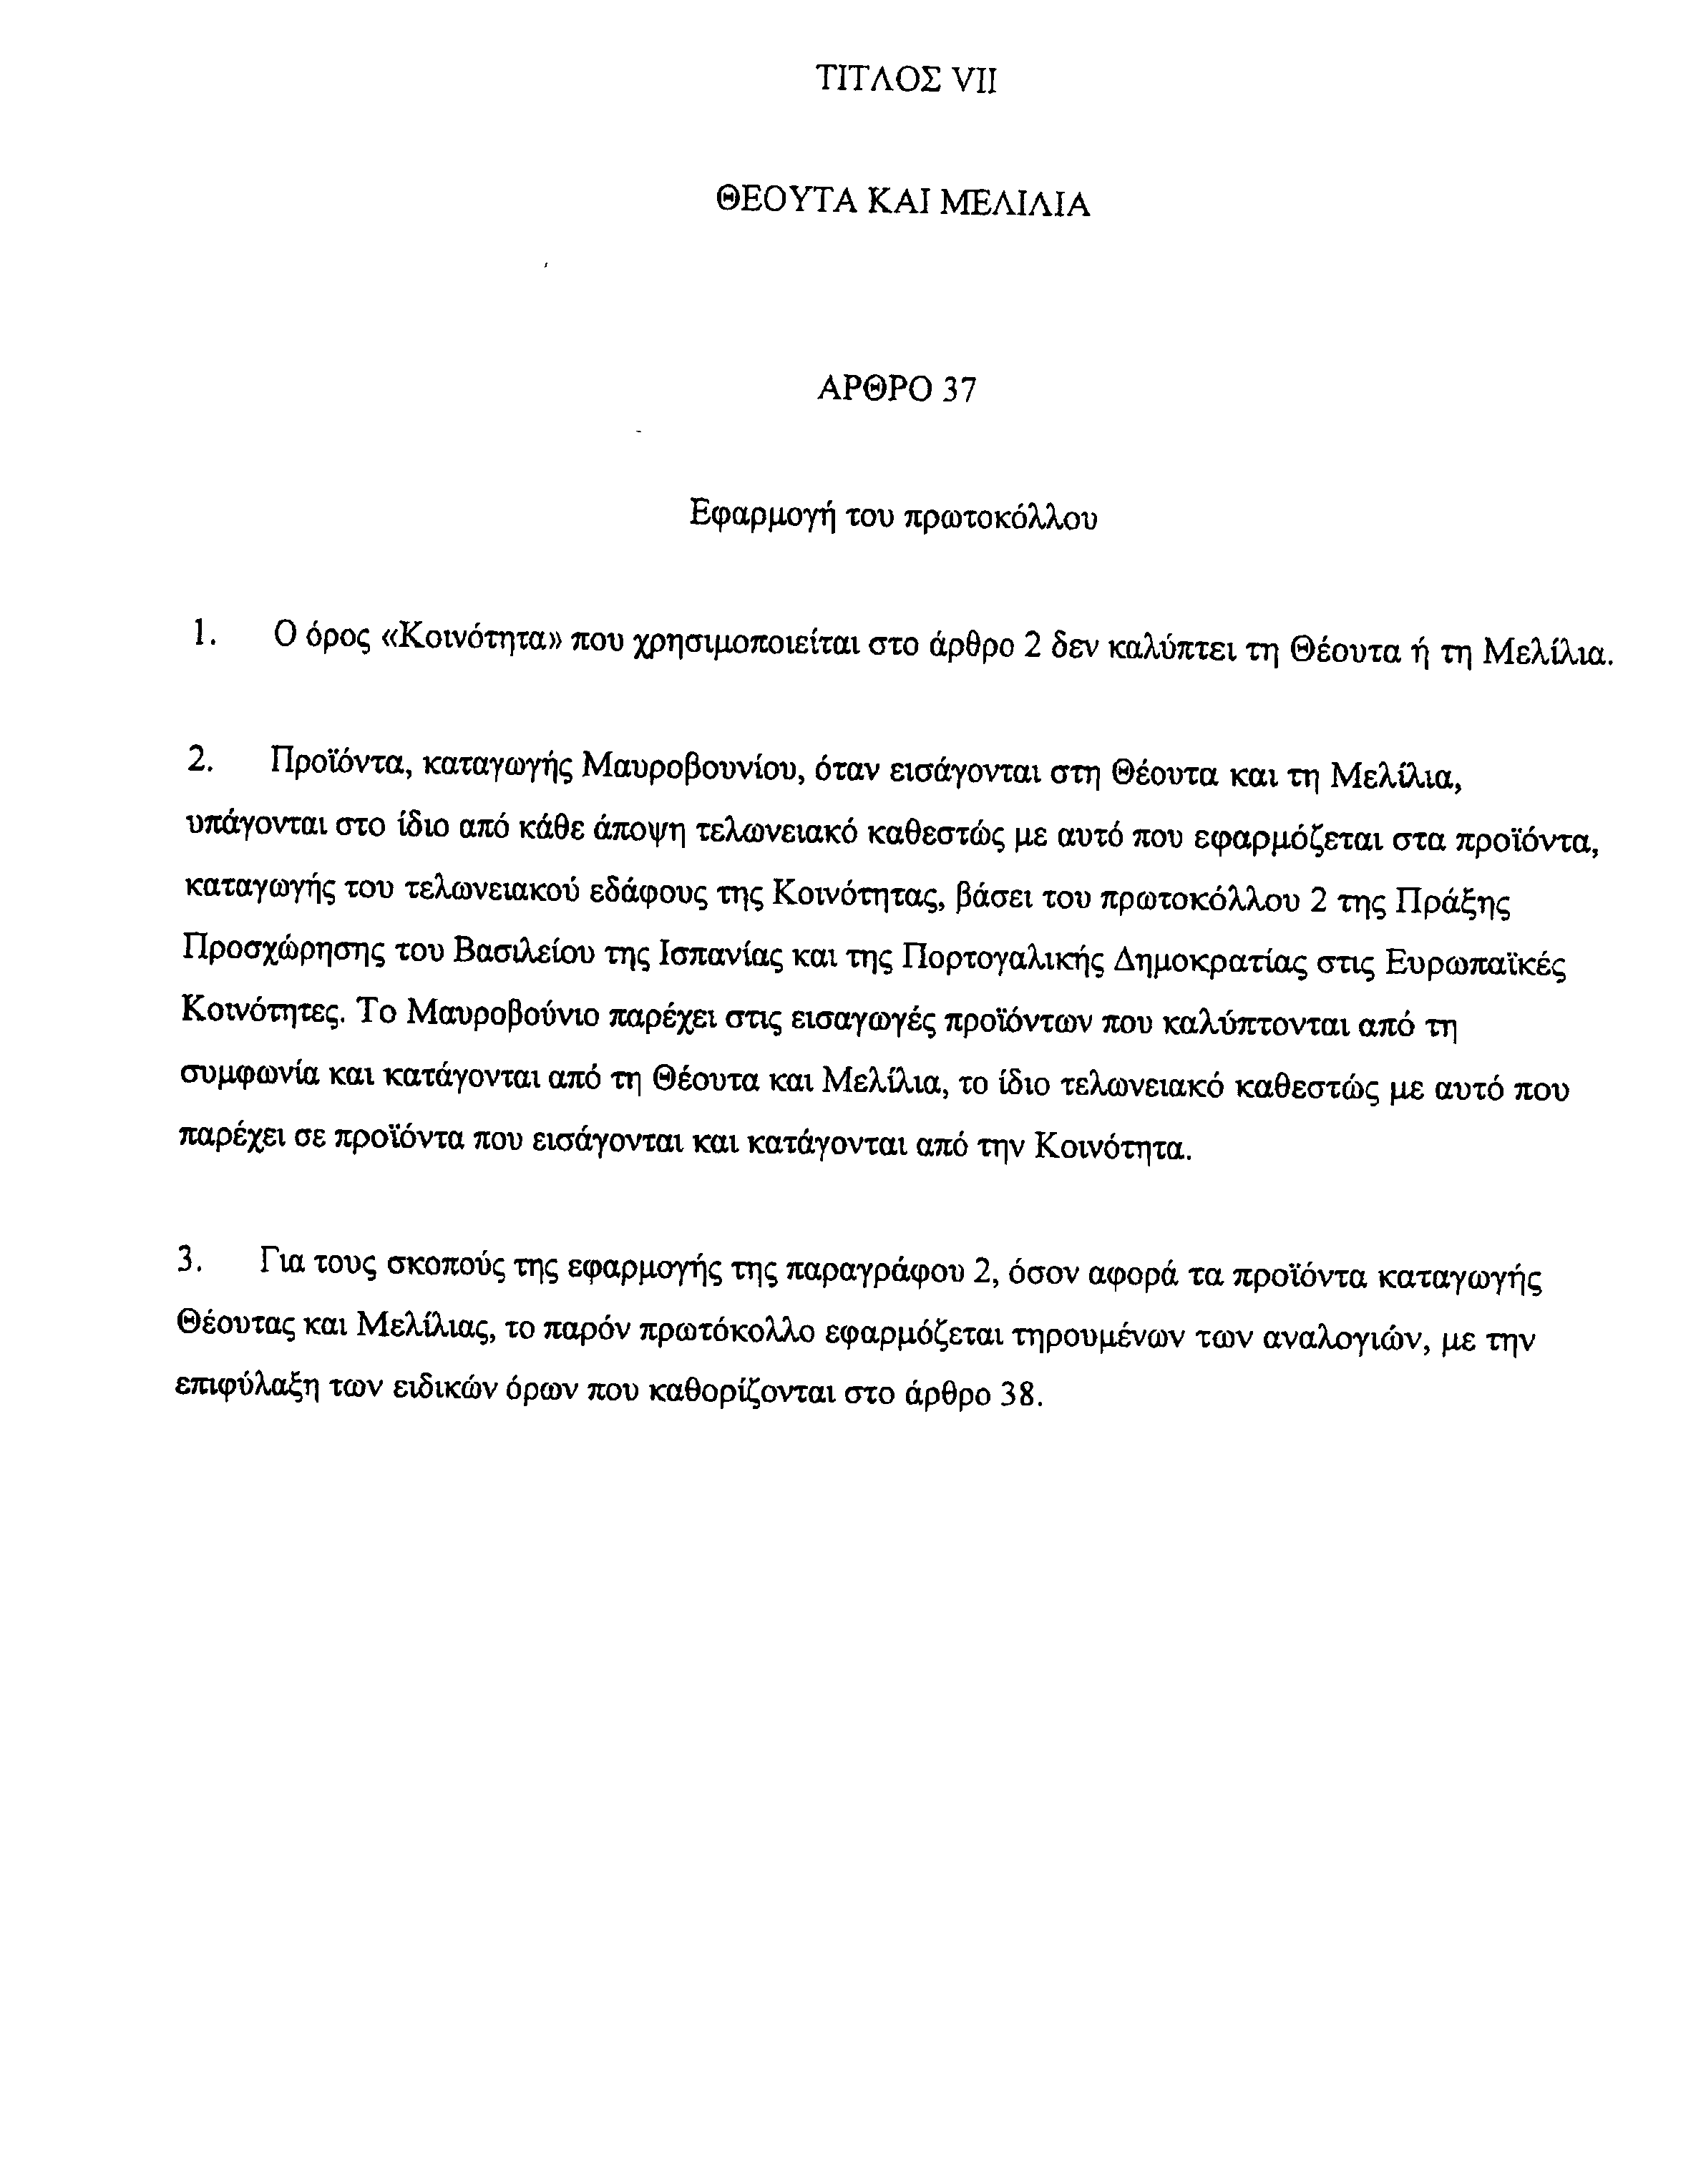 ΤΙΤΛΟΣ VII
ΘΕΟΥΤΑ ΚΑΙ ΜΕΛΙΛΙΑ
ΑΡΘΡΟ 37
Εφαρμογή του πρωτοκόλλου
1. Ο όρος «Κοινότητα» που χρησιμοποιείται στο άρθρο 2 δεν καλύπτει τη Θέουτα ή τη Μελίλια.
2. Προϊόντα, καταγωγής Μαυροβουνίου, όταν εισάγονται στη Θέουτα και τη Μελίλια,
υπάγονται στο ίδιο από κάθε άποψη τελωνειακό καθεστώς με αυτό που εφαρμόζεται στα προϊόντα,
καταγωγής του τελωνειακού εδάφους της Κοινότητας, βάσει του πρωτοκόλλου 2 της Πράξης
Προσχώρησης του Βασιλείου της Ισπανίας και της Πορτογαλικής Δημοκρατίας στις Ευρωπαϊκές
Κοινότητες. Το Μαυροβούνιο παρέχει στις εισαγωγές προϊόντων που καλύπτονται από τη
συμφωνία και κατάγονται από τη Θέουτα και Μελίλια, το ίδιο τελωνειακό καθεστώς με αυτό που
παρέχει σε προϊόντα που εισάγονται και κατάγονται από την Κοινότητα.
3. Για τους σκοπούς της εφαρμογής της παραγράφου 2, όσον αφορά τα προϊόντα καταγωγής
Θέουτας και Μελίλιας, το παρόν πρωτόκολλο εφαρμόζεται τηρουμένων των αναλογιών, με την
επιφύλαξη των ειδικών όρων που καθορίζονται στο άρθρο 38.